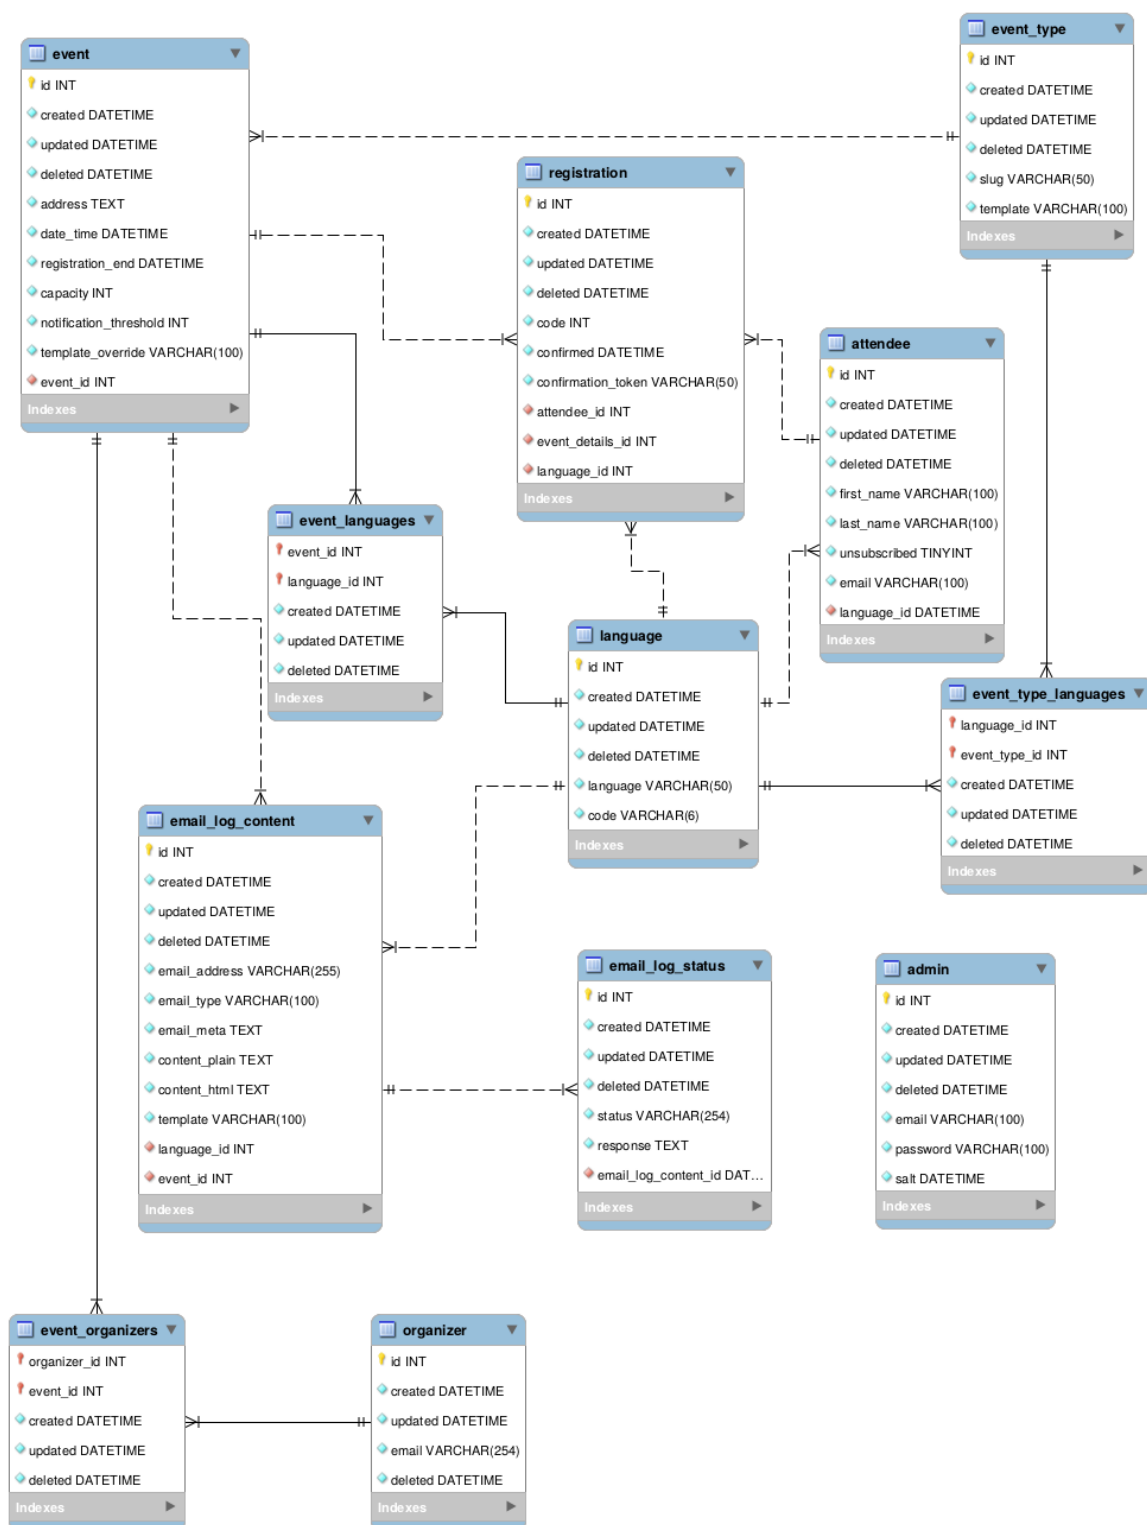 event
id INT
created DATETIME
updated DATETIME
deleted DATETIME
address TEXT
date_time DATETIME
registration_end DATETIME
capacity INT
notification_threshold INT
template_override VARCHAR(100)
event_id INT
Indexes
event_type
id INT
created DATETIME
updated DATETIME
deleted DATETIME
slug VARCHAR(50)
template VARCHAR(100)
Indexes
registration
id INT
created DATETIME
updated DATETIME
deleted DATETIME
code INT
confirmed DATETIME
confirmation_token VARCHAR(50)
attendee_id INT
event_details_id INT
language_id INT
Indexes
attendee
id INT
created DATETIME
updated DATETIME
deleted DATETIME
first_name VARCHAR(100)
last_name VARCHAR(100)
unsubscribed TINYINT
email VARCHAR(100)
language_id DATETIME
Indexes
event_languages
event_id INT
language_id INT
created DATETIME
updated DATETIME
deleted DATETIME
Indexes
language
id INT
created DATETIME
updated DATETIME
deleted DATETIME
language VARCHAR(50)
code VARCHAR(6)
Indexes
event_type_languages
language_id INT
event_type_id INT
created DATETIME
updated DATETIME
deleted DATETIME
Indexes
email_log_content
id INT
created DATETIME
updated DATETIME
deleted DATETIME
email_address VARCHAR(255)
email_type VARCHAR(100)
email_meta TEXT
content_plain TEXT
content_html TEXT
template VARCHAR(100)
language_id INT
event_id INT
Indexes
email_log_status
id INT
created DATETIME
updated DATETIME
deleted DATETIME
status VARCHAR(254)
response TEXT
email_log_content_id DAT...
Indexes
admin
id INT
created DATETIME
updated DATETIME
deleted DATETIME
email VARCHAR(100)
password VARCHAR(100)
salt DATETIME
Indexes
event_organizers
organizer_id INT
event_id INT
created DATETIME
updated DATETIME
deleted DATETIME
Indexes
organizer
id INT
created DATETIME
updated DATETIME
email VARCHAR(254)
deleted DATETIME
Indexes